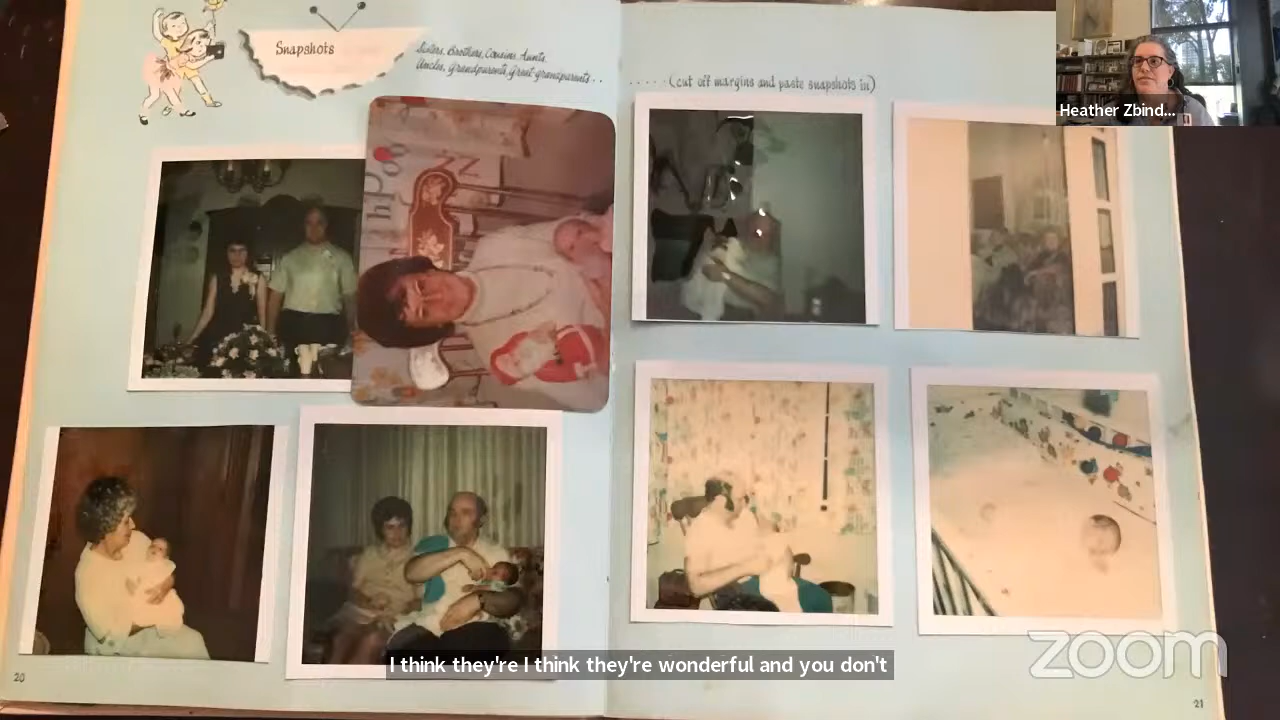 Snapshots
Sisters, Brothers, Cousins, Aunts,
Uncles, Grandparents, Great grandparents . .
. . . . . (cut off margins and paste snapshots in)
Heather Zbind...
I think they're I think they're wonderful and you don't
zoom
20
21